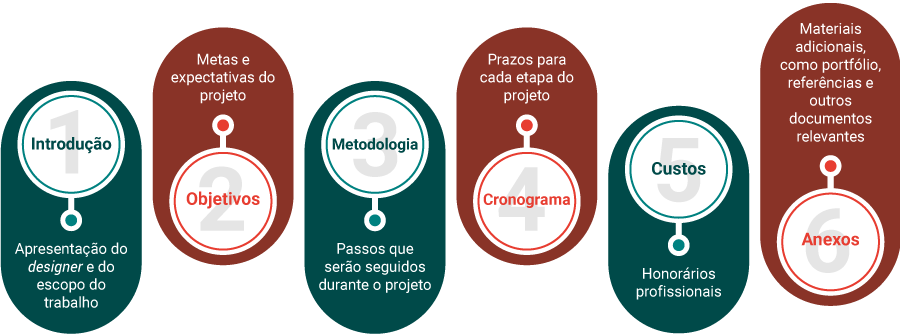 1
Introdução
Apresentação do
designer e do
escopo do
trabalho
Metas e
expectativas do
projeto
2
Objetivos
3
Metodologia
Passos que
serão seguidos
durante o projeto
Prazos para
cada etapa do
projeto
4
Cronograma
5
Custos
Honorários
profissionais
Materiais
adicionais,
como portfólio,
referências e
outros
documentos
relevantes
6
Anexos